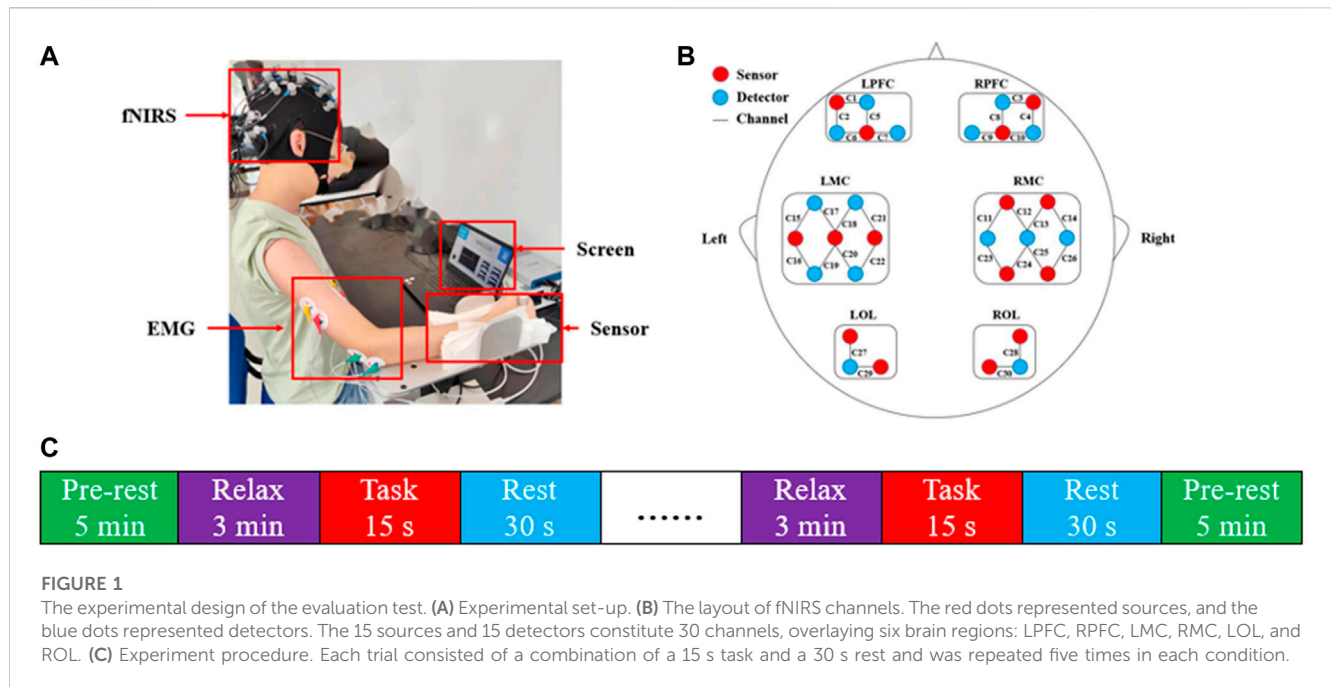 A
fNIRS
EMG
Screen
Sensor
B
Sensor
Detector
Channel
LPFC
RPFC
C1
C2
C5
C6
C7
C3
C8
C4
C9
C10
LMC
RMC
C15
C17
C21
C18
C16
C19
C20
C22
C11
C12
C14
C13
C23
C24
C25
C26
Left
Right
LOL
ROL
C27
C29
C28
C30
C
Pre-rest Relax Task Rest Relax Task Rest Pre-rest
5 min 3 min 15 s 30 s ...... 3 min 15 s 30 s 5 min
FIGURE 1
The experimental design of the evaluation test. (A) Experimental set-up. (B) The layout of fNIRS channels. The red dots represented sources, and the
blue dots represented detectors. The 15 sources and 15 detectors constitute 30 channels, overlaying six brain regions: LPFC, RPFC, LMC, RMC, LOL, and
ROL. (C) Experiment procedure. Each trial consisted of a combination of a 15 s task and a 30 s rest and was repeated five times in each condition.